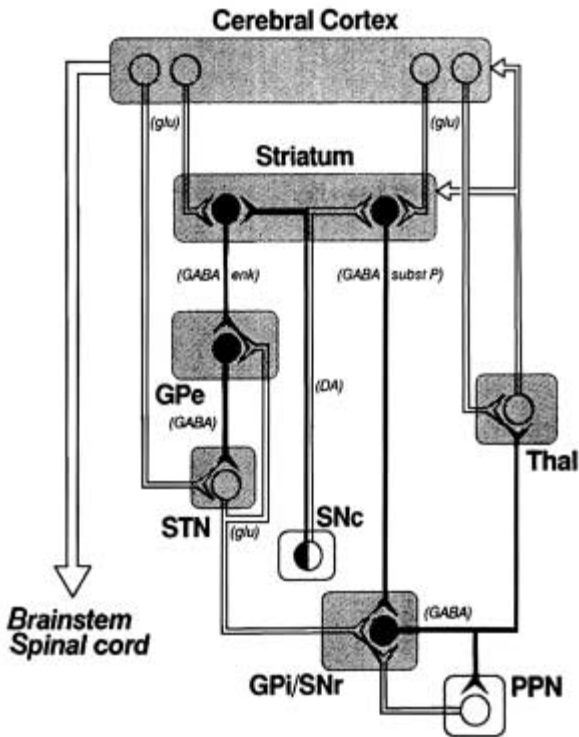 Cerebral Cortex
(glu)
(glu)
Striatum
(GABA enk)
(GABA subst P)
GPe
(DA)
(GABA)
Thal
STN
(glu)
SNc
Brainstem
Spinal cord
(GABA)
GPi/SNr
PPN